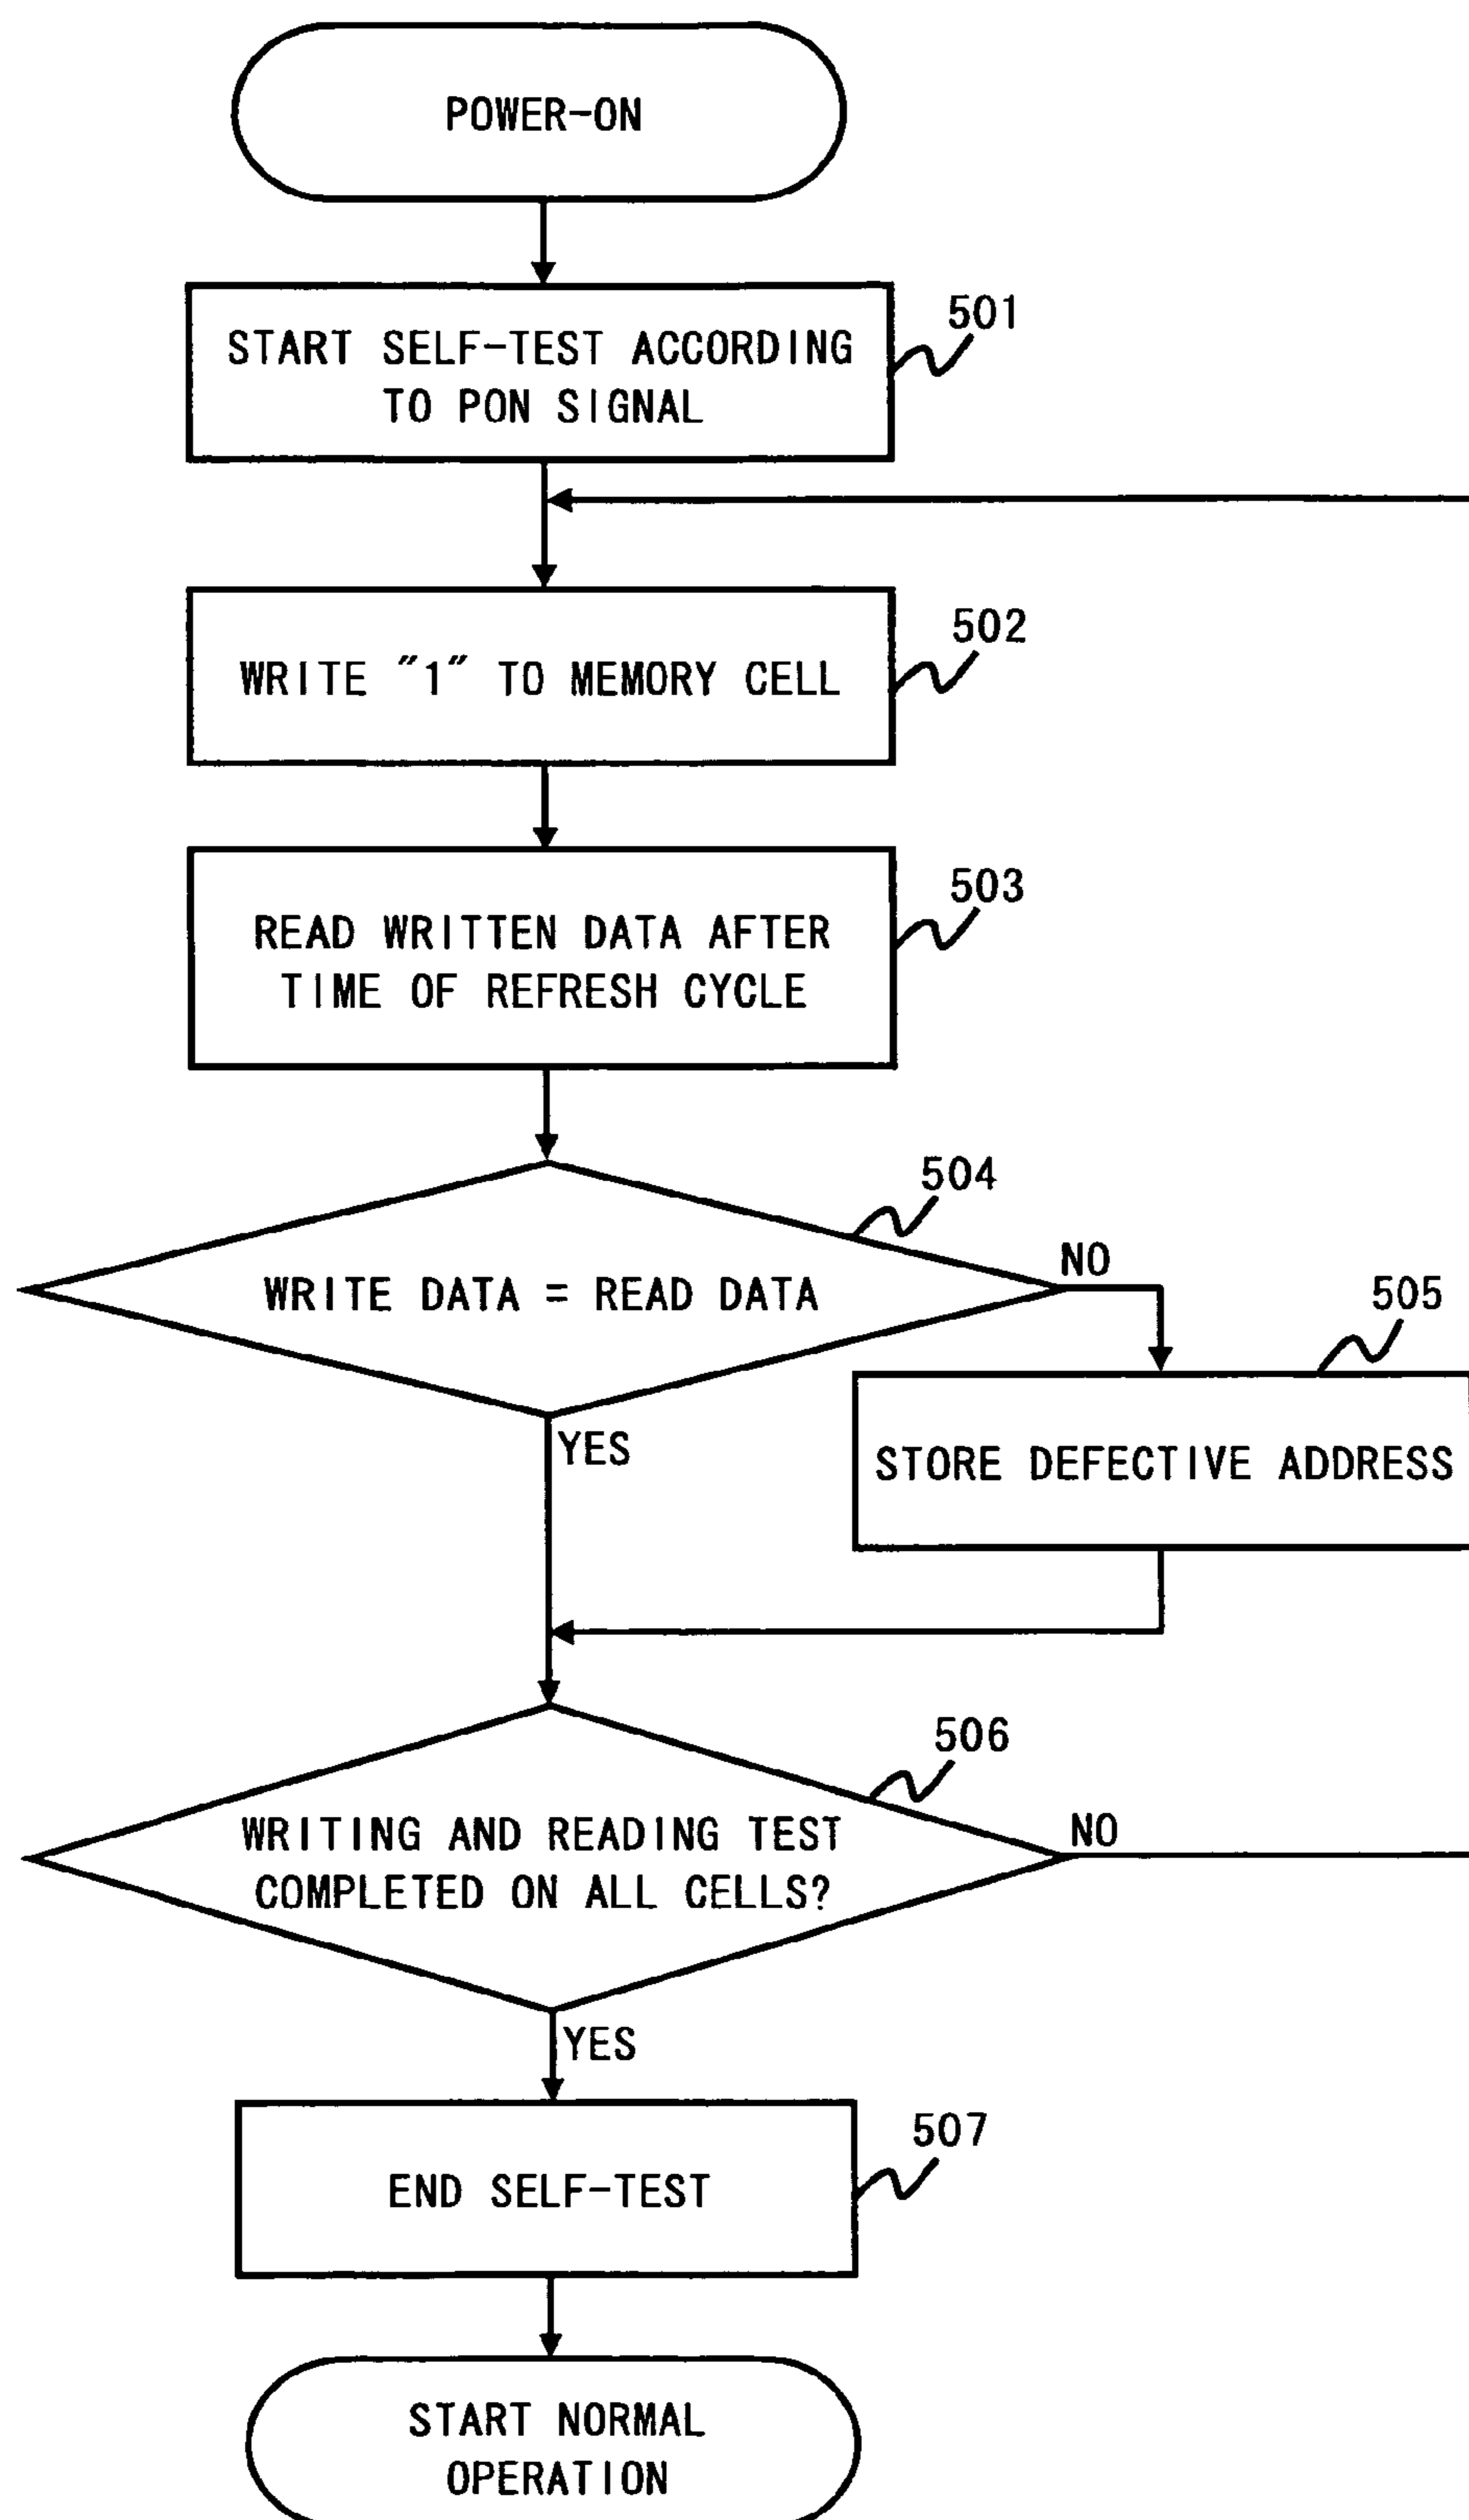 POWER-ON
START SELF-TEST ACCORDING
TO PON SIGNAL
501
WRITE "1" TO MEMORY CELL
502
READ WRITTEN DATA AFTER
TIME OF REFRESH CYCLE
503
504
WRITE DATA = READ DATA
NO
505
YES
STORE DEFECTIVE ADDRESS
506
WRITING AND READING TEST
COMPLETED ON ALL CELLS?
NO
YES
507
END SELF-TEST
START NORMAL
OPERATION